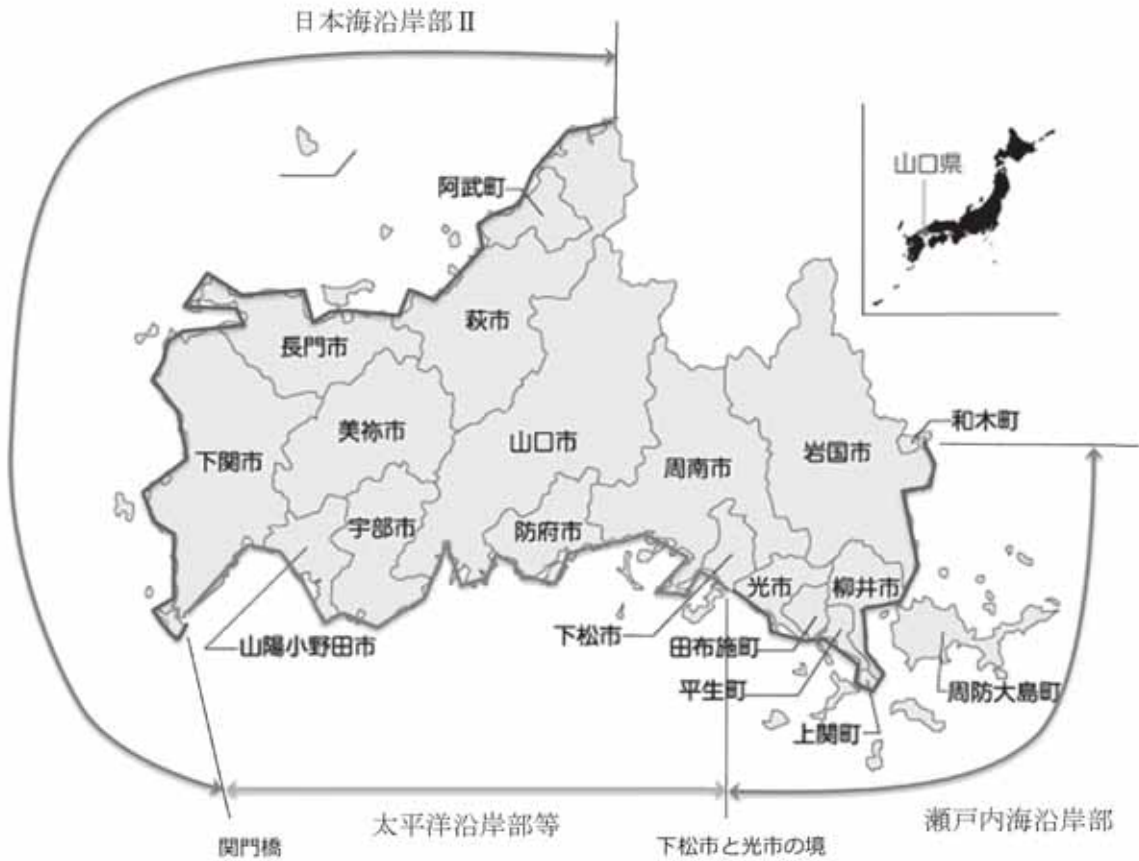 日本海沿岸部Ⅱ
山口県
阿武町
萩市
長門市
和木町
美祢市
山口市
岩国市
下関市
周南市
宇部市
防府市
光市
柳井市
山陽小野田市
下松市
田布施町
平生町
周防大島町
上関町
太平洋沿岸部等
瀬戸内海沿岸部
関門橋
下松市と光市の境